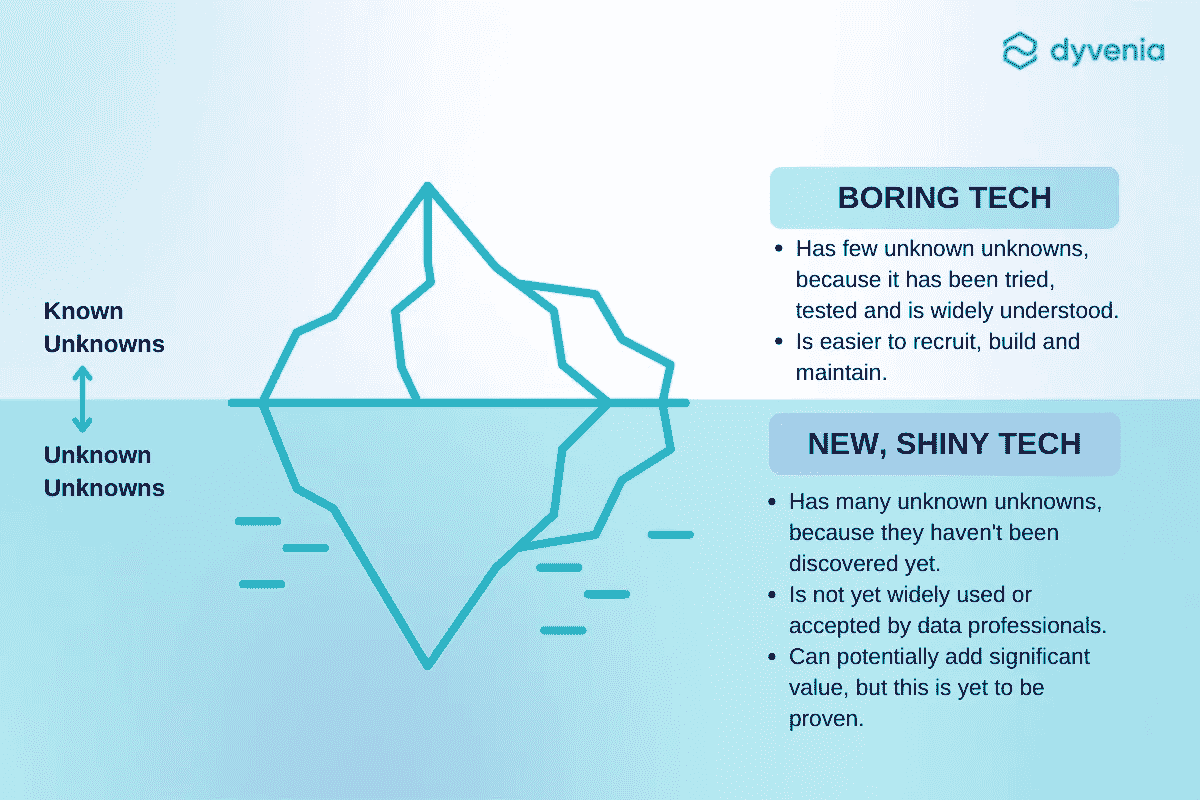 dyvenia
BORING TECH
• Has few unknown unknowns,
because it has been tried,
tested and is widely understood.
• Is easier to recruit, build and
maintain.
Known
Unknowns
Unknown
Unknowns
NEW, SHINY TECH
• Has many unknown unknowns,
because they haven't been
discovered yet.
• Is not yet widely used or
accepted by data professionals.
• Can potentially add significant
value, but this is yet to be
proven.